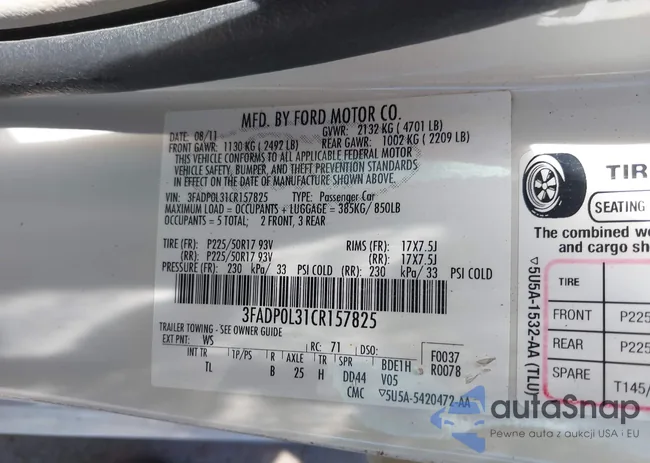 MFD. BY FORD MOTOR CO.
DATE: 08/11 GVWR: 2132 KG ( 4701 LB)
FRONT GAWR: 1130 KG ( 2492 LB) REAR GAWR: 1002 KG ( 2209 LB)
THIS VEHICLE CONFORMS TO ALL APPLICABLE FEDERAL MOTOR
VEHICLE SAFETY, BUMPER, AND THEFT PREVENTION STANDARDS
IN EFFECT ON THE DATE OF MANUFACTURE SHOWN ABOVE.
VIN: 3FADP0L31CR157825 TYPE: Passenger Car
MAXIMUM LOAD = OCCUPANTS + LUGGAGE = 385KG/ 850LB
OCCUPANTS = 5 TOTAL; 2 FRONT, 3 REAR
TIRE (FR): P225/50R17 93V RIMS (FR): 17X7.5J
(RR): P225/50R17 93V (RR): 17X7.5J
PRESSURE (FR): 230 kPa/ 33 PSI COLD (RR): 230 kPa/ 33 PSI COLD
3FADP0L31CR157825
TRAILER TOWING - SEE OWNER GUIDE
EXT PNT: WS RC: 71 DSO: F0037
INT TR TP/PS R AXLE TR SPR BDE1H R0078
TL B 25 H DD44 V05
CMC ▽5U5A-5420472-AA
▽5U5A-1532-AA (TLU)
TIR
SEATING
The combined
and cargo
TIRE
FRONT P225
REAR P225
SPARE T145/
autoSnap
Pewne auta z aukcji USA i EU